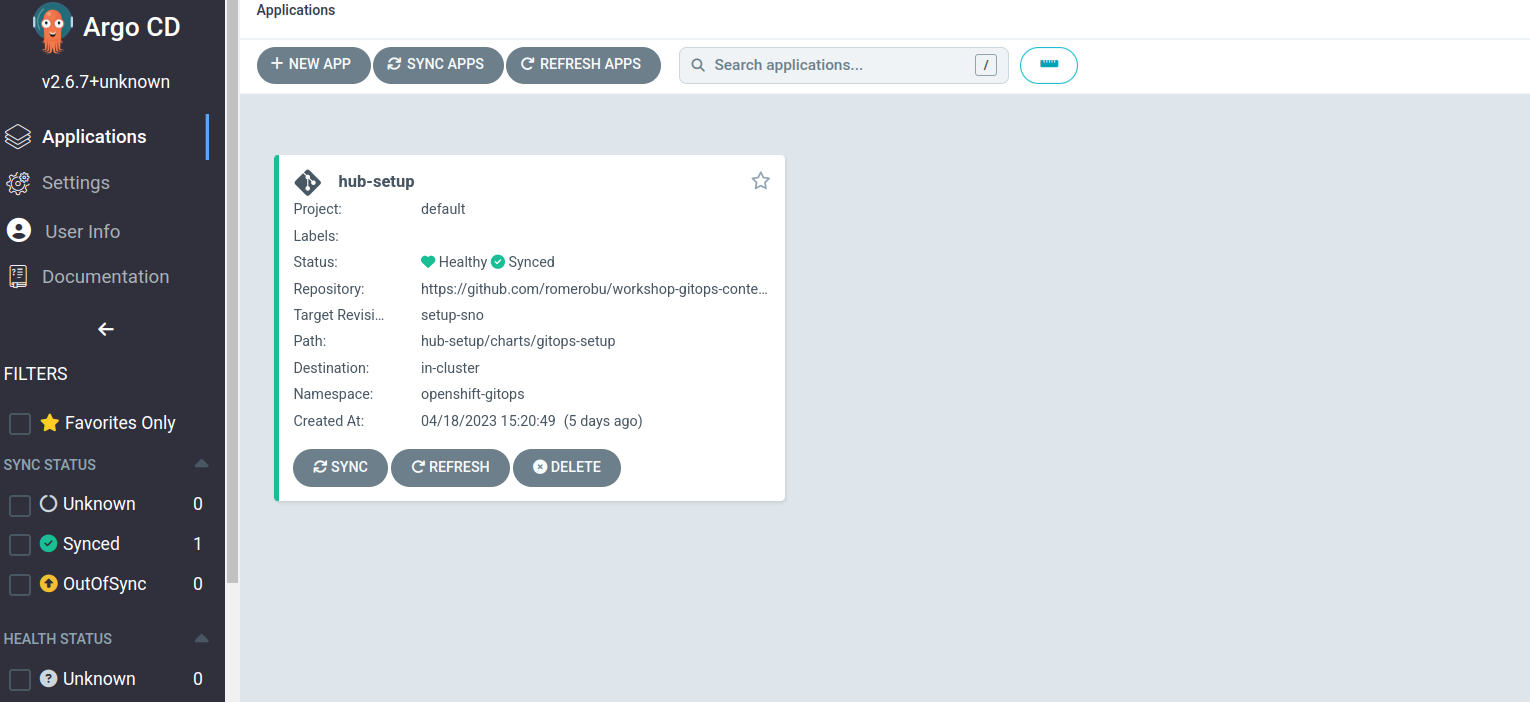 Argo CD
v2.6.7+unknown
Applications
Settings
User Info
Documentation
FILTERS
Favorites Only
SYNC STATUS
Unknown 0
Synced 1
OutOfSync 0
HEALTH STATUS
Unknown 0
Applications
NEW APP SYNC APPS REFRESH APPS Search applications... /
hub-setup
Project: default
Labels:
Status: Healthy Synced
Repository: https://github.com/romerobu/workshop-gitops-conte...
Target Revisi... setup-sno
Path: hub-setup/charts/gitops-setup
Destination: in-cluster
Namespace: openshift-gitops
Created At: 04/18/2023 15:20:49 (5 days ago)
SYNC REFRESH DELETE